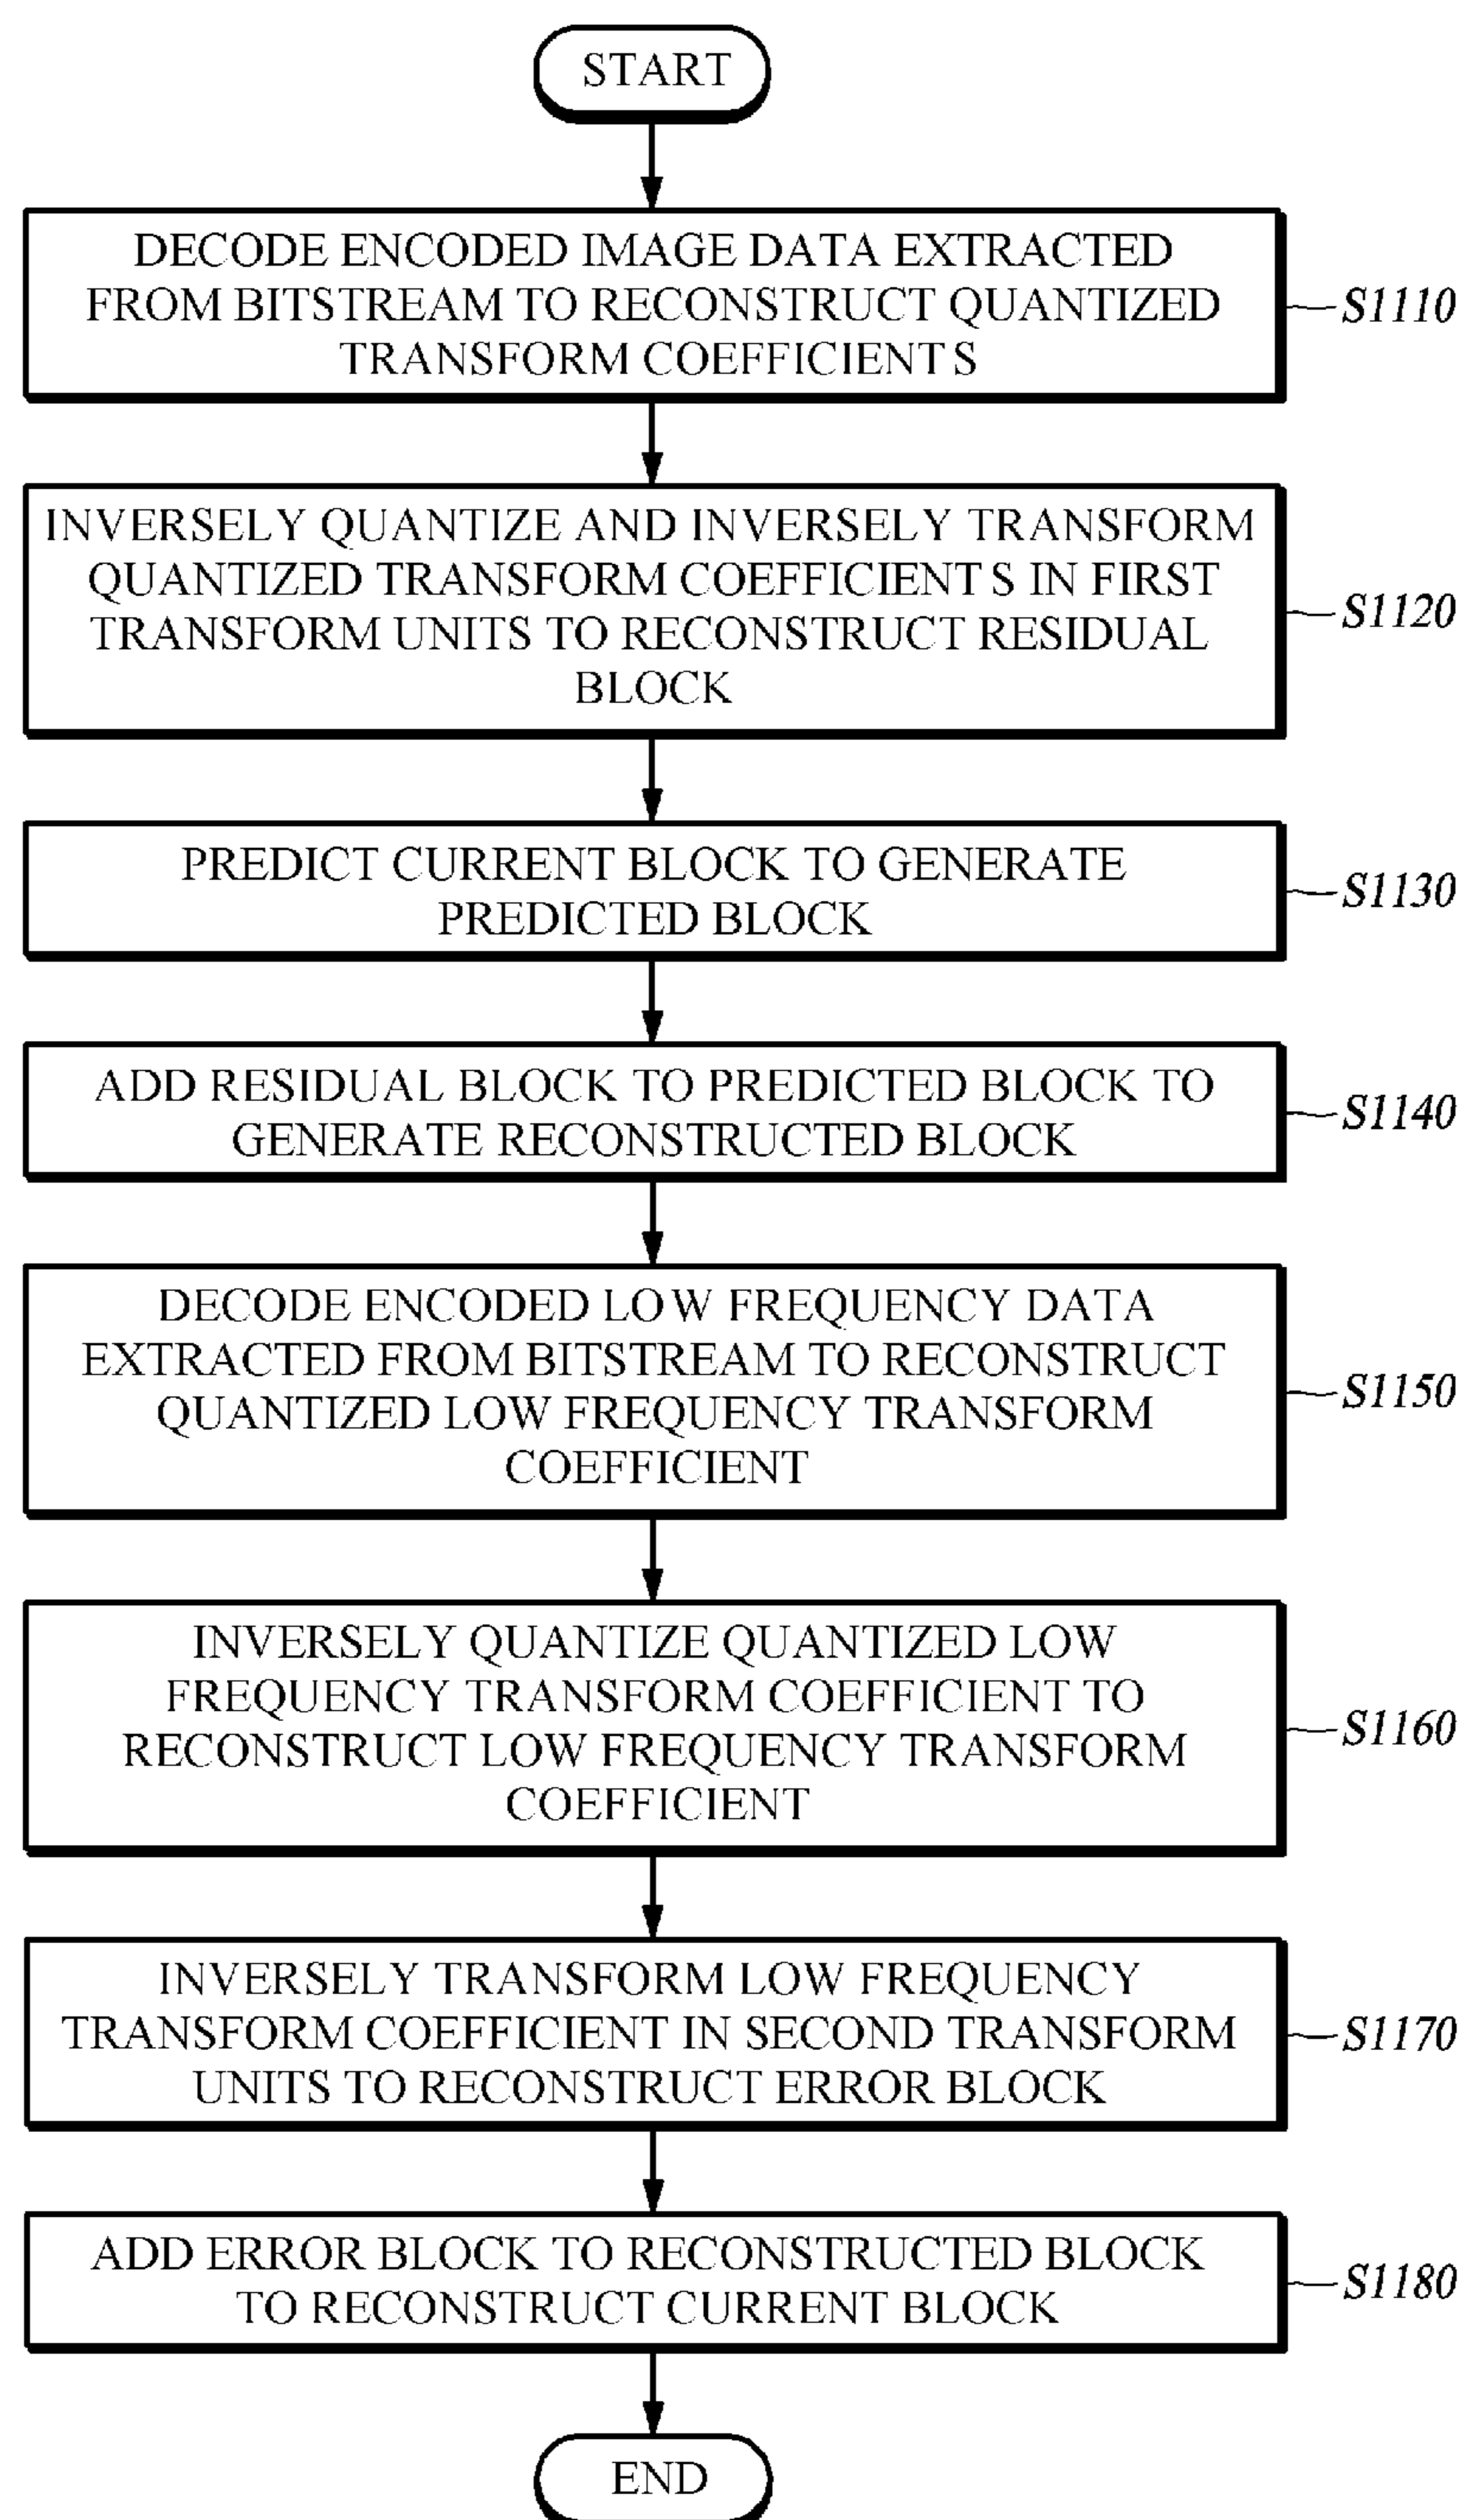 START
DECODE ENCODED IMAGE DATA EXTRACTED
FROM BITSTREAM TO RECONSTRUCT QUANTIZED
TRANSFORM COEFFICIENTS
S1110
INVERSELY QUANTIZE AND INVERSELY TRANSFORM
QUANTIZED TRANSFORM COEFFICIENTS IN FIRST
TRANSFORM UNITS TO RECONSTRUCT RESIDUAL
BLOCK
S1120
PREDICT CURRENT BLOCK TO GENERATE
PREDICTED BLOCK
S1130
ADD RESIDUAL BLOCK TO PREDICTED BLOCK TO
GENERATE RECONSTRUCTED BLOCK
S1140
DECODE ENCODED LOW FREQUENCY DATA
EXTRACTED FROM BITSTREAM TO RECONSTRUCT
QUANTIZED LOW FREQUENCY TRANSFORM
COEFFICIENT
S1150
INVERSELY QUANTIZE QUANTIZED LOW
FREQUENCY TRANSFORM COEFFICIENT TO
RECONSTRUCT LOW FREQUENCY TRANSFORM
COEFFICIENT
S1160
INVERSELY TRANSFORM LOW FREQUENCY
TRANSFORM COEFFICIENT IN SECOND TRANSFORM
UNITS TO RECONSTRUCT ERROR BLOCK
S1170
ADD ERROR BLOCK TO RECONSTRUCTED BLOCK
TO RECONSTRUCT CURRENT BLOCK
S1180
END